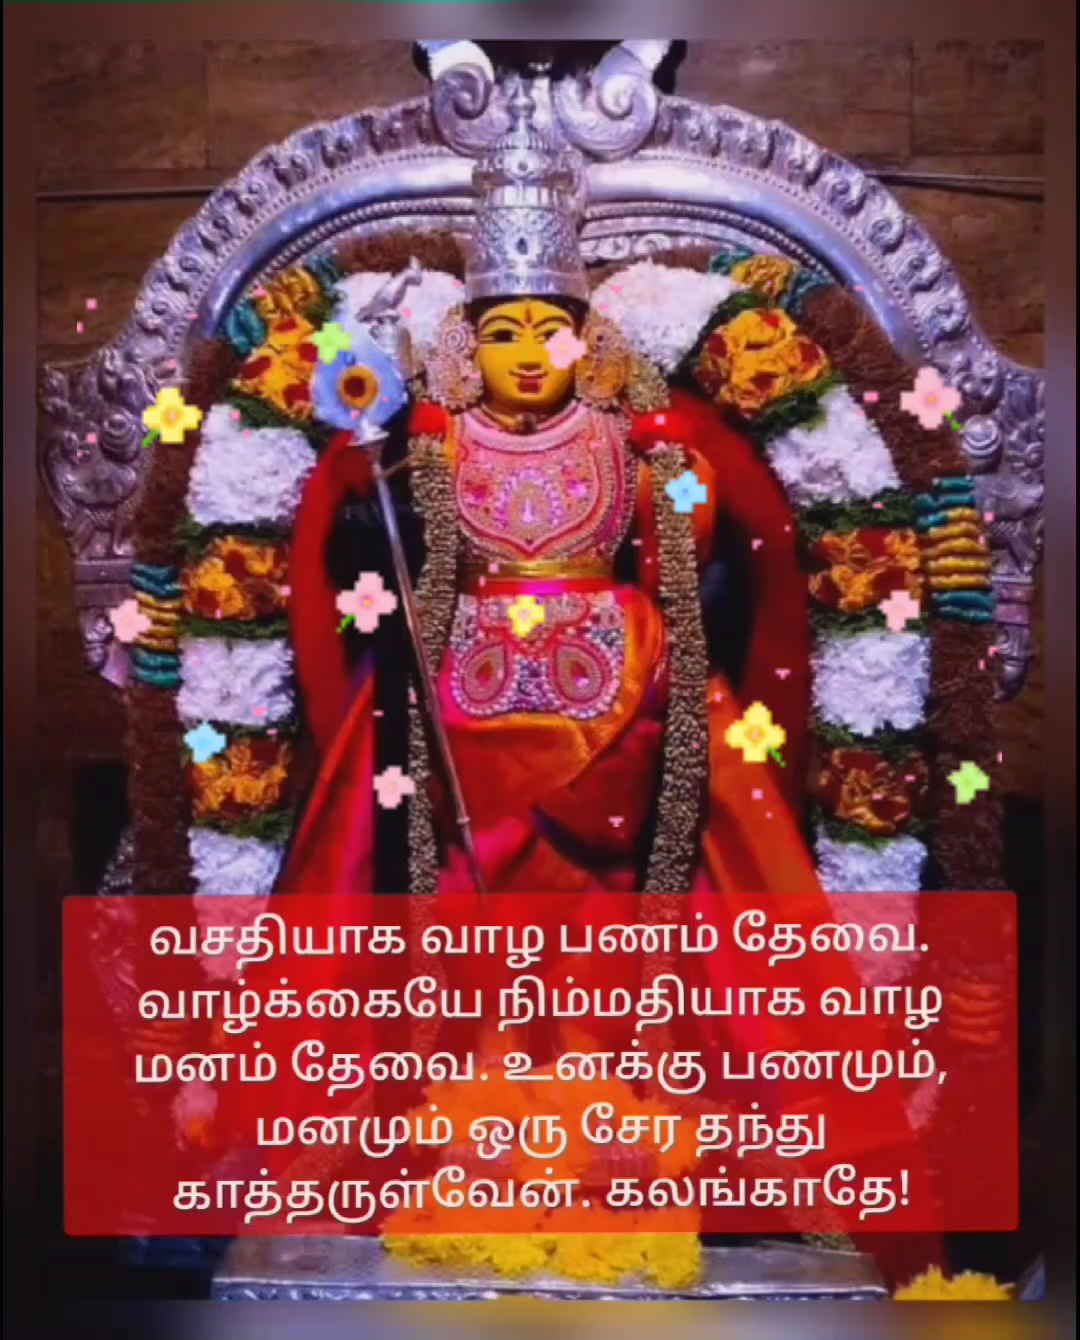 வசதியாக வாழ பணம் தேவை.
வாழ்க்கையே நிம்மதியாக வாழ
மனம் தேவை. உனக்கு பணமும்,
மனமும் ஒரு சேர தந்து
காத்தருள்வேன். கலங்காதே!